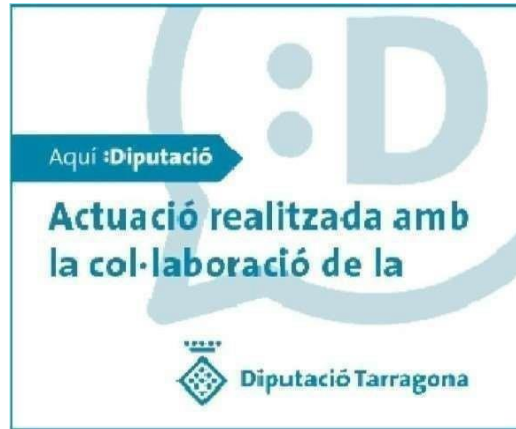 :D
Aquí :Diputació
Actuació realitzada amb
la col·laboració de la
Diputació Tarragona